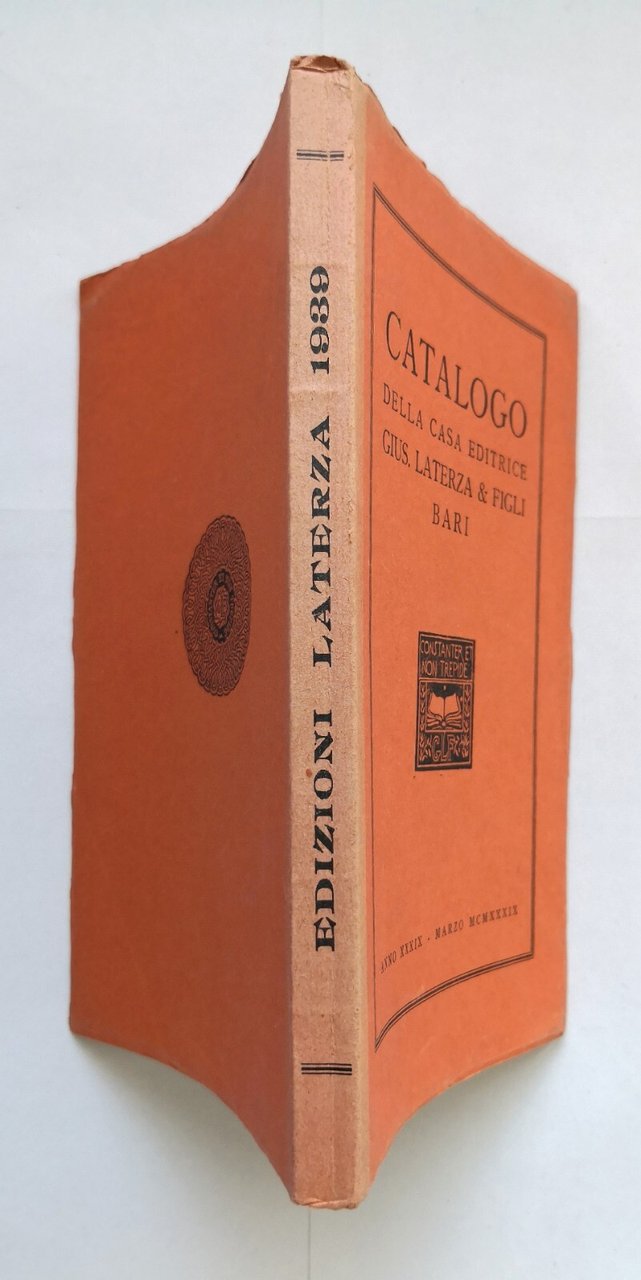 EDIZIONI LATERZA 1939
CATALOGO
DELLA CASA EDITRICE
GIUS. LATERZA & FIGLI
BARI
CONSTANTER ET
NON TREPIDE
GLF
ANNO XXXIX - MARZO MCMXXXIX